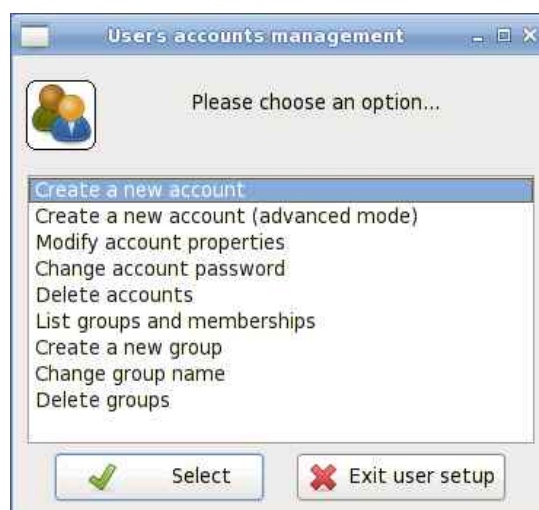 Users accounts management
Please choose an option...
Create a new account
Create a new account (advanced mode)
Modify account properties
Change account password
Delete accounts
List groups and memberships
Create a new group
Change group name
Delete groups
Select
Exit user setup